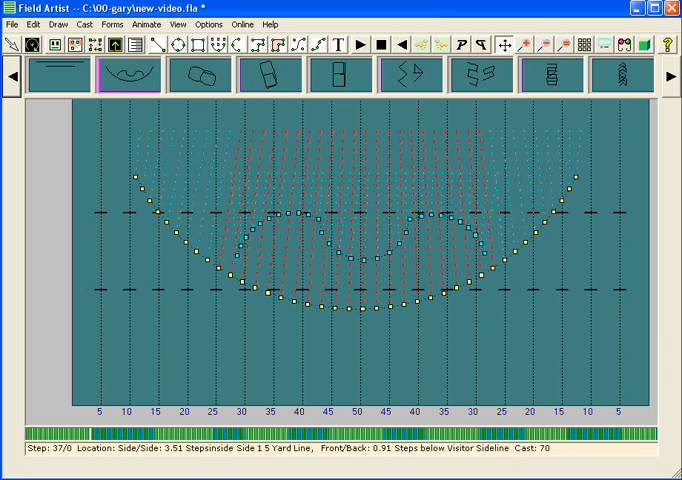 Field Artist -- C:\00-gary\new-video.fla *
File Edit Draw Cast Forms Animate View Options Online Help
T P P ?
5 10 15 20 25 30 35 40 45 50 45 40 35 30 25 20 15 10 5
Step: 37/0 Location: Side/Side: 3.51 Stepsinside Side 1 5 Yard Line, Front/Back: 0.91 Steps below Visitor Sideline Cast: 70